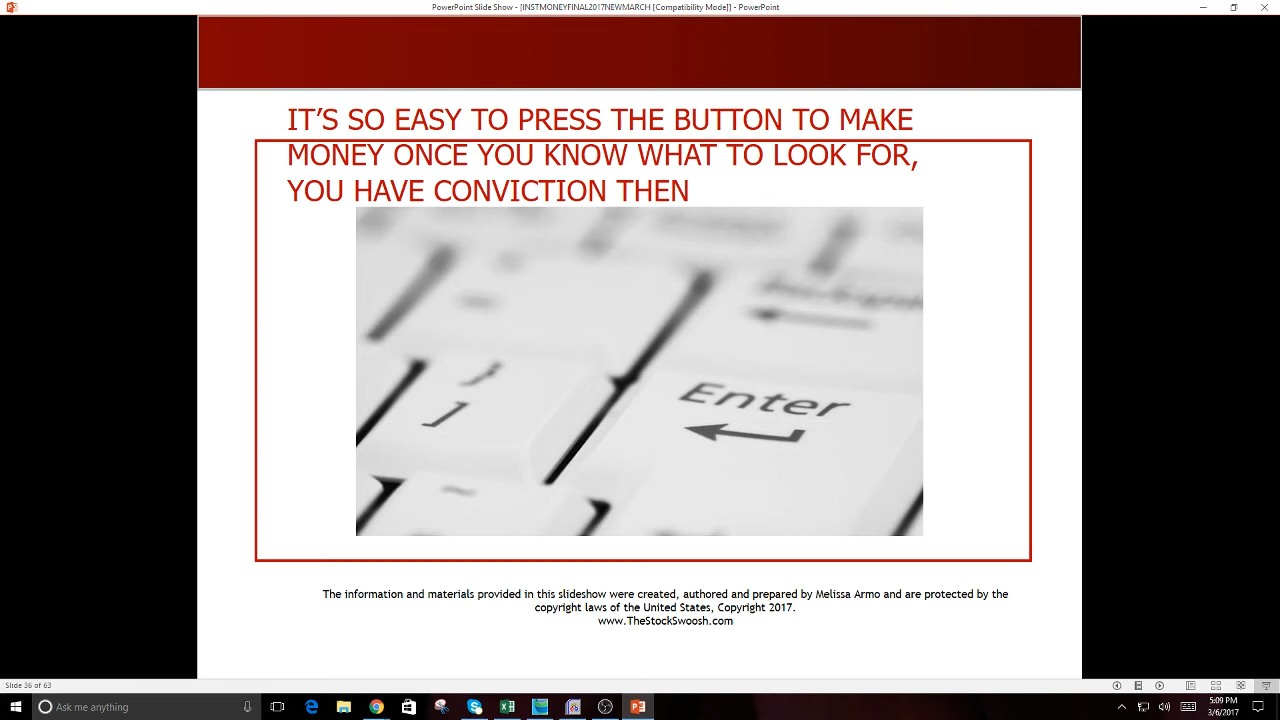 PowerPoint Slide Show - [INSTMONEYFINAL2017NEWMARCH [Compatibility Mode]] - PowerPoint
IT'S SO EASY TO PRESS THE BUTTON TO MAKE
MONEY ONCE YOU KNOW WHAT TO LOOK FOR,
YOU HAVE CONVICTION THEN
}
]
Enter
~
The information and materials provided in this slideshow were created, authored and prepared by Melissa Armo and are protected by the
copyright laws of the United States, Copyright 2017.
www.TheStockSwoosh.com
Slide 36 of 63
Ask me anything
5:09 PM
3/6/2017